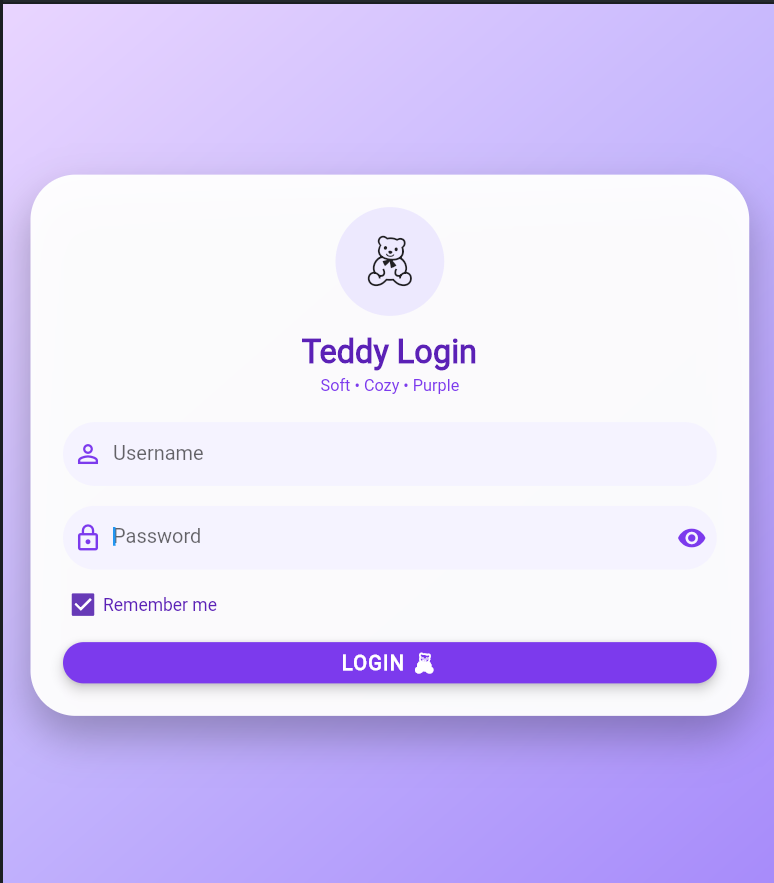 Teddy Login
Soft • Cozy • Purple
Username
Password
Remember me
LOGIN 🧸